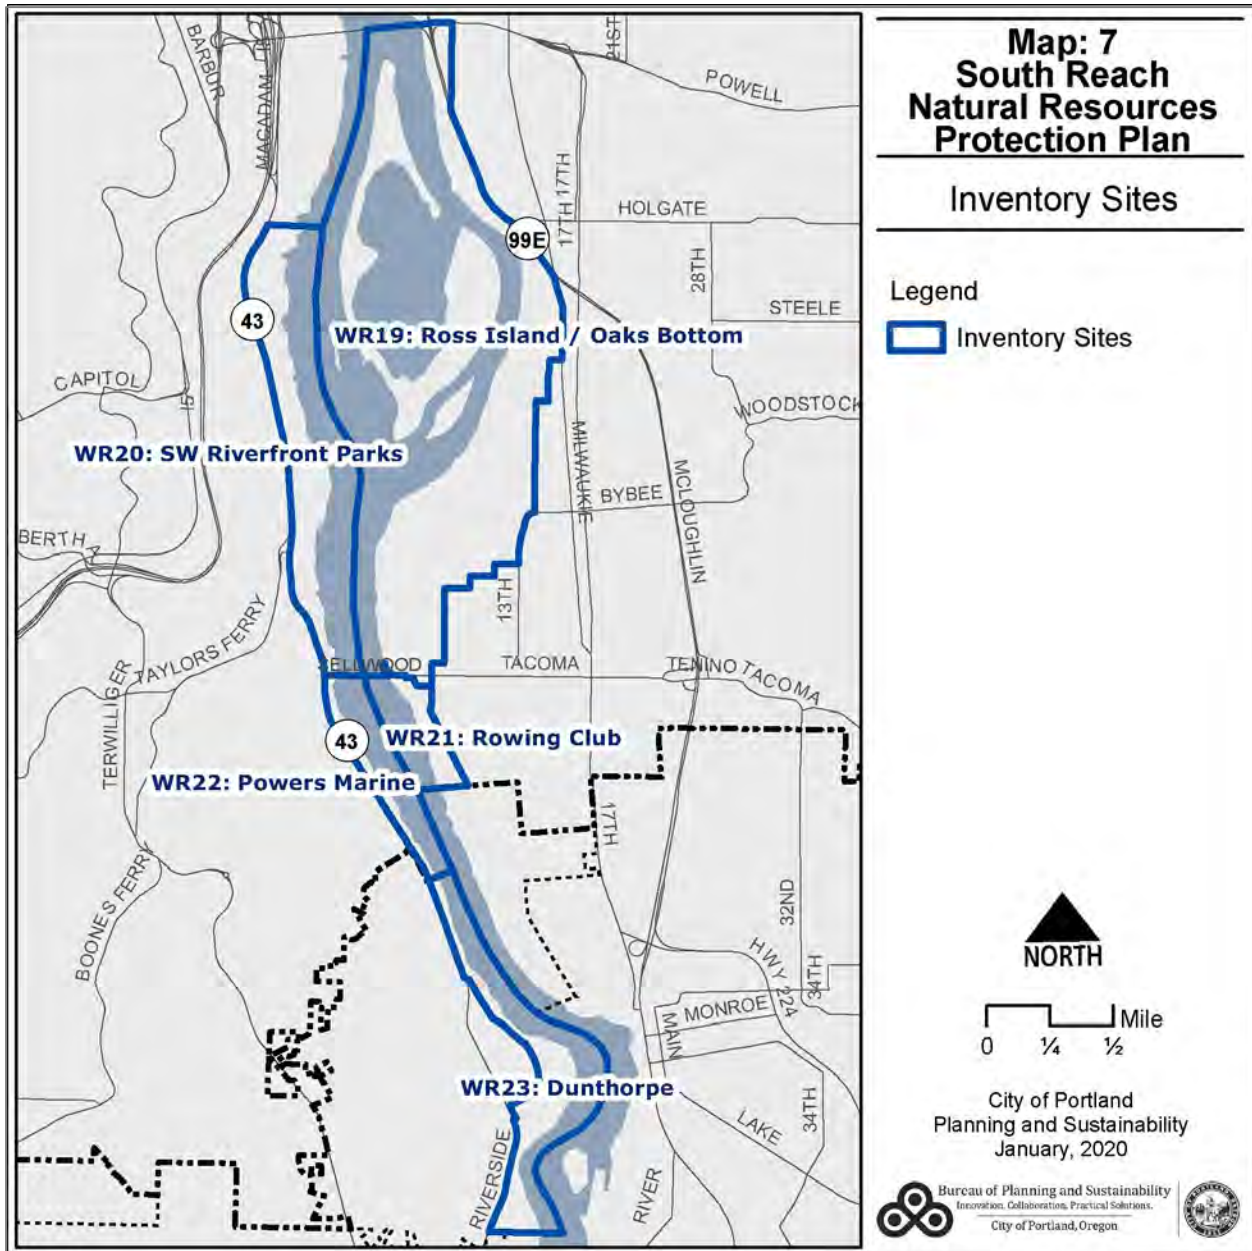 Map: 7
South Reach
Natural Resources
Protection Plan
Inventory Sites
Legend
Inventory Sites
BARBUR
MACADAM
21ST
POWELL
17TH
17TH
HOLGATE
99E
28TH
STEELE
43
WR19: Ross Island / Oaks Bottom
CAPITOL
I5
WOODSTOCK
WR20: SW Riverfront Parks
MILWAUKIE
MCLOUGHLIN
BYBEE
BERTHA
13TH
TAYLORS FERRY
SELLWOOD
TACOMA
TENINO
TACOMA
TERWILLIGER
43
WR21: Rowing Club
WR22: Powers Marine
17TH
BOONES FERRY
32ND
HWY 224
34TH
MONROE
MAIN
WR23: Dunthorpe
LAKE
34TH
RIVERSIDE
RIVER
NORTH
Mile
0 ¼ ½
City of Portland
Planning and Sustainability
January, 2020
Bureau of Planning and Sustainability
Innovation. Collaboration. Practical Solutions.
City of Portland, Oregon